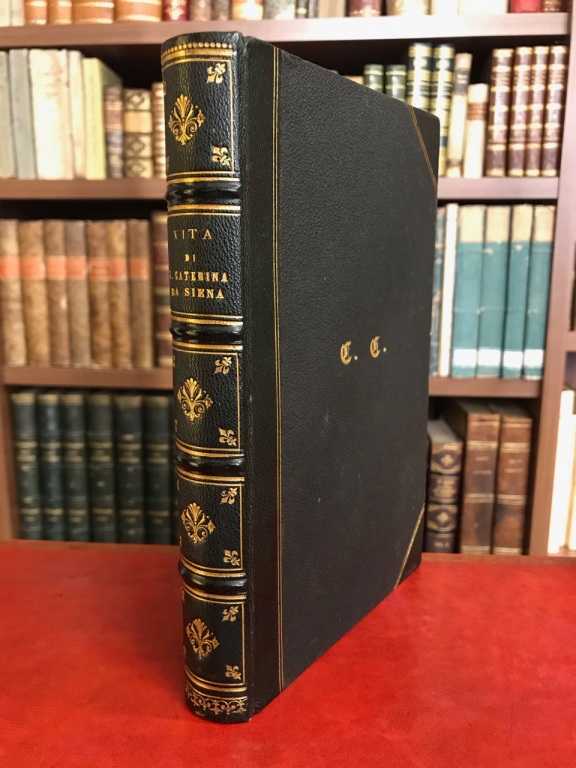 VITA
DI
S. CATERINA
DA SIENA
C. C.